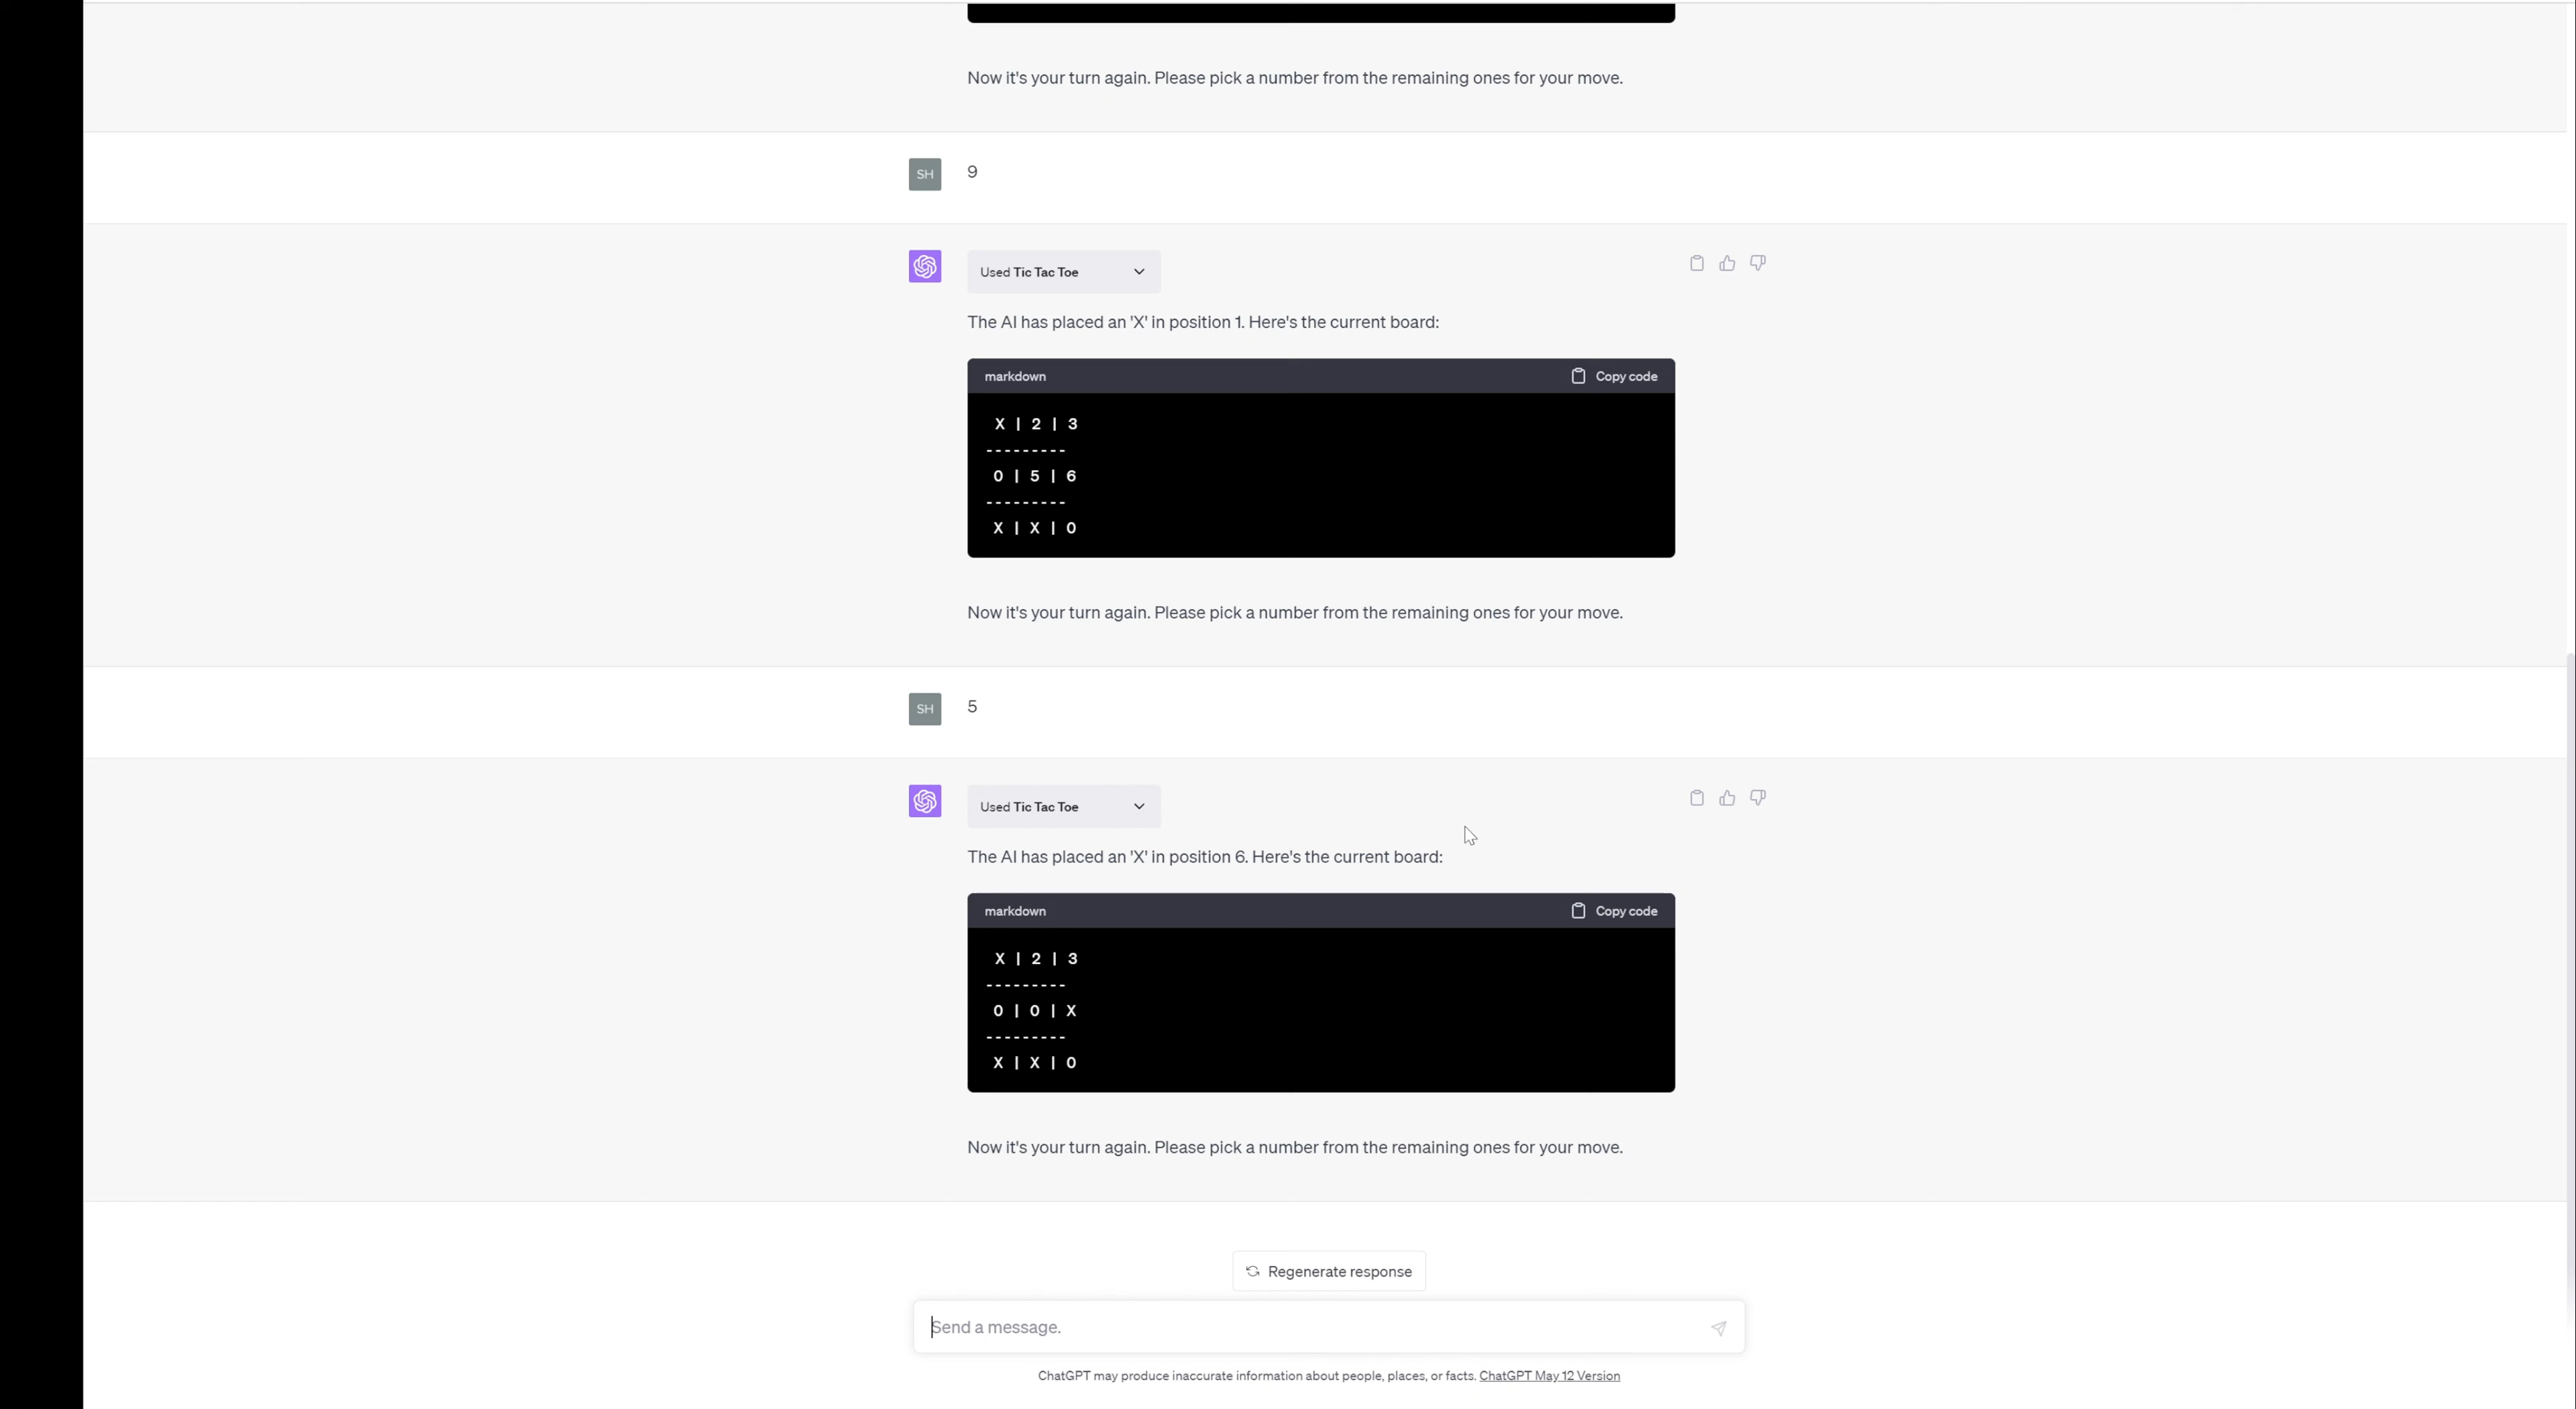 Now it's your turn again. Please pick a number from the remaining ones for your move.
SH 9
Used Tic Tac Toe
The AI has placed an 'X' in position 1. Here's the current board:
markdown Copy code
X | 2 | 3
---------
O | 5 | 6
---------
X | X | O
Now it's your turn again. Please pick a number from the remaining ones for your move.
SH 5
Used Tic Tac Toe
The AI has placed an 'X' in position 6. Here's the current board:
markdown Copy code
X | 2 | 3
---------
O | O | X
---------
X | X | O
Now it's your turn again. Please pick a number from the remaining ones for your move.
Regenerate response
Send a message.
ChatGPT may produce inaccurate information about people, places, or facts. ChatGPT May 12 Version